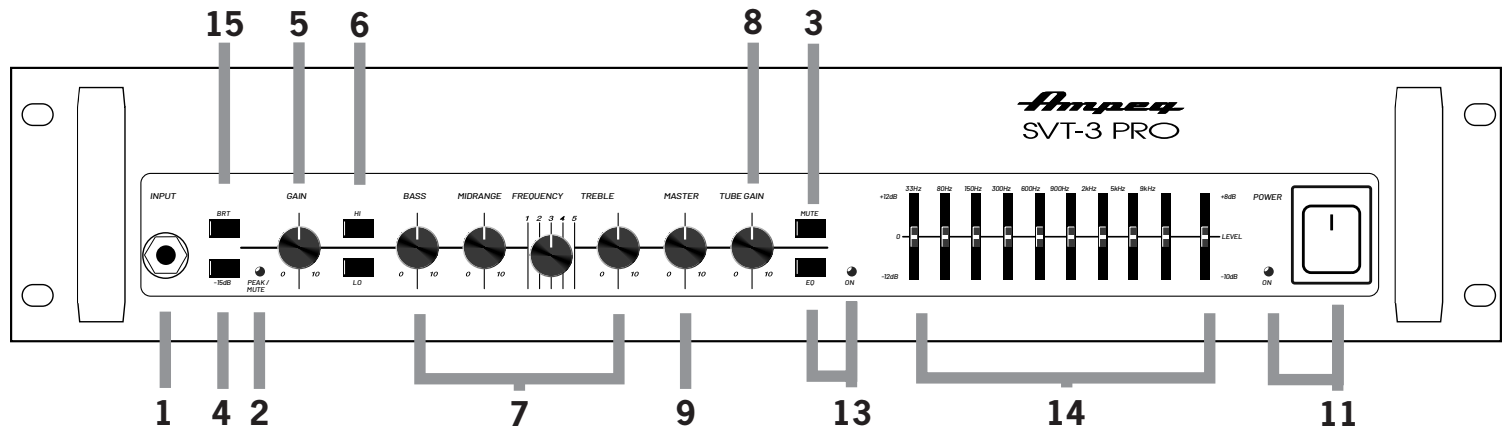 15 5 6 8 3
Ampeg
SVT-3 PRO
INPUT GAIN BASS MIDRANGE FREQUENCY TREBLE MASTER TUBE GAIN
33Hz 80Hz 150Hz 300Hz 600Hz 900Hz 2kHz 5kHz 9kHz
+12dB +8dB POWER
BRT HI 1 2 3 4 5 MUTE
0 LEVEL
0 10 0 10 0 10 0 10 0 10 0 10
-15dB PEAK / LO EQ ON -12dB -10dB ON
MUTE
1 4 2 7 9 13 14 11